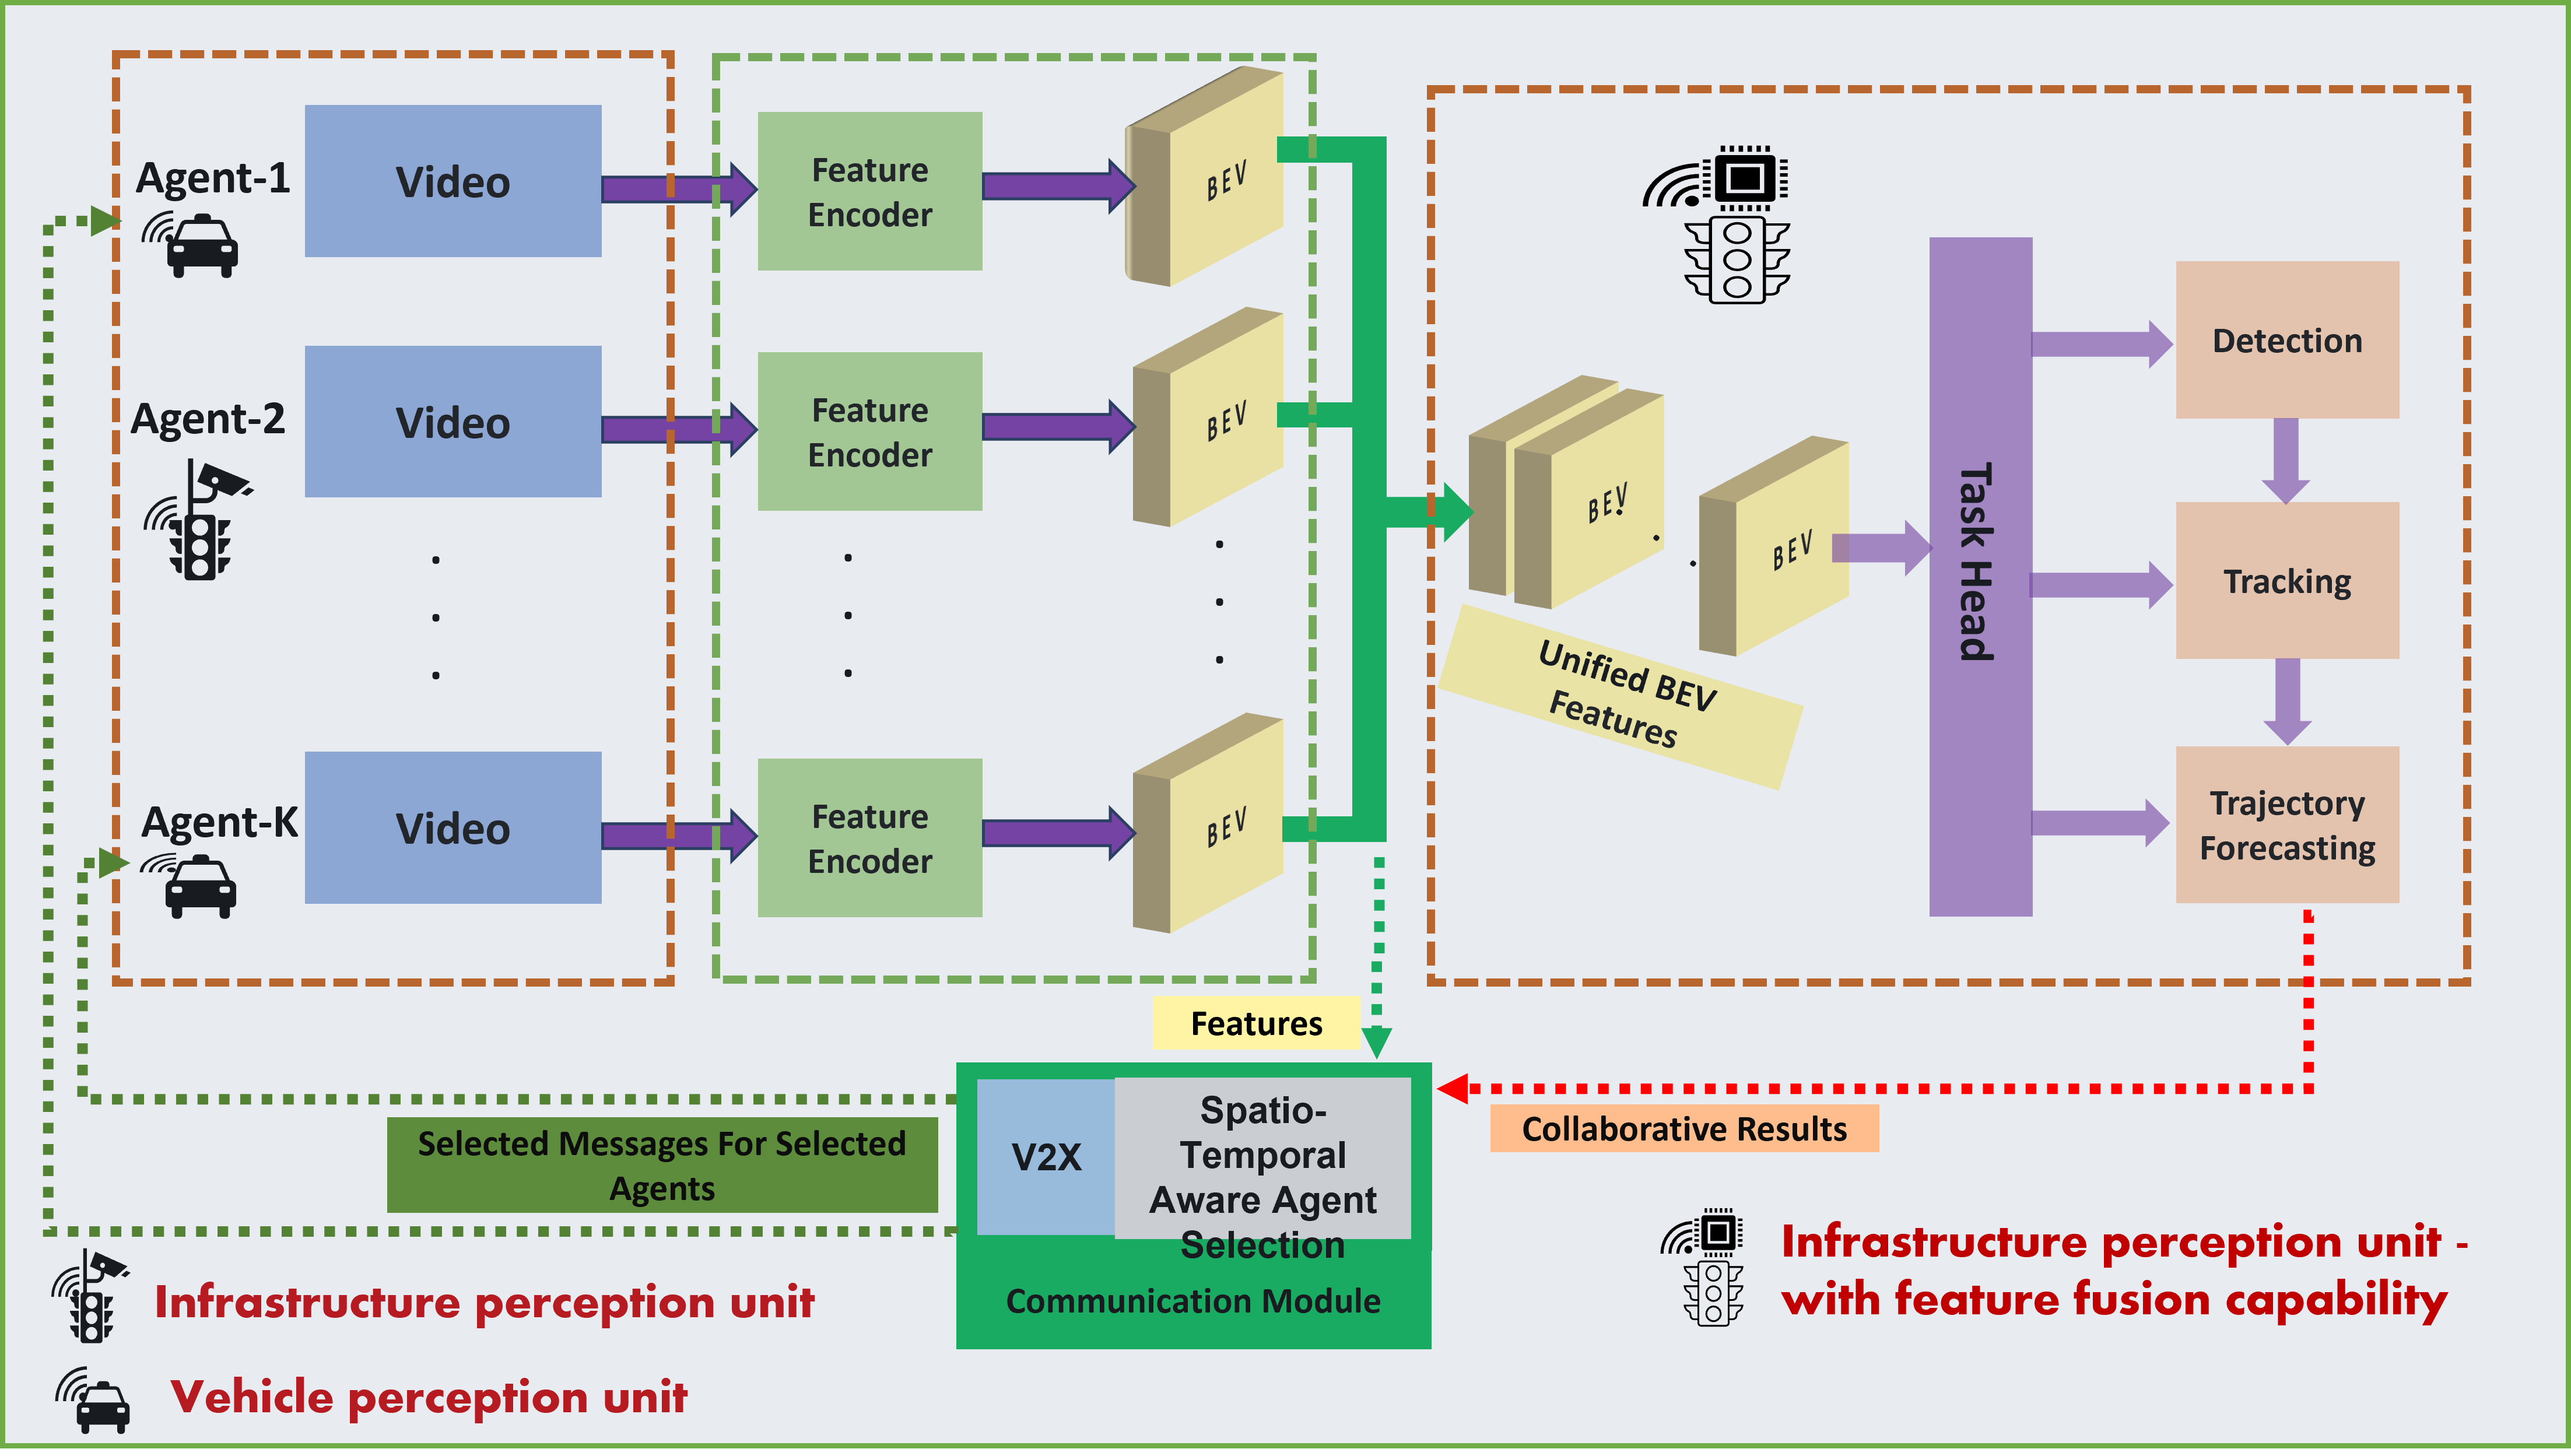 Agent-1
Video
Feature
Encoder
BEV
Agent-2
Video
Feature
Encoder
BEV
Agent-K
Video
Feature
Encoder
BEV
BEV
BEV
Unified BEV
Features
Task Head
Detection
Tracking
Trajectory
Forecasting
Features
Selected Messages For Selected
Agents
V2X
Spatio-
Temporal
Aware Agent
Selection
Communication Module
Collaborative Results
Infrastructure perception unit
Vehicle perception unit
Infrastructure perception unit -
with feature fusion capability